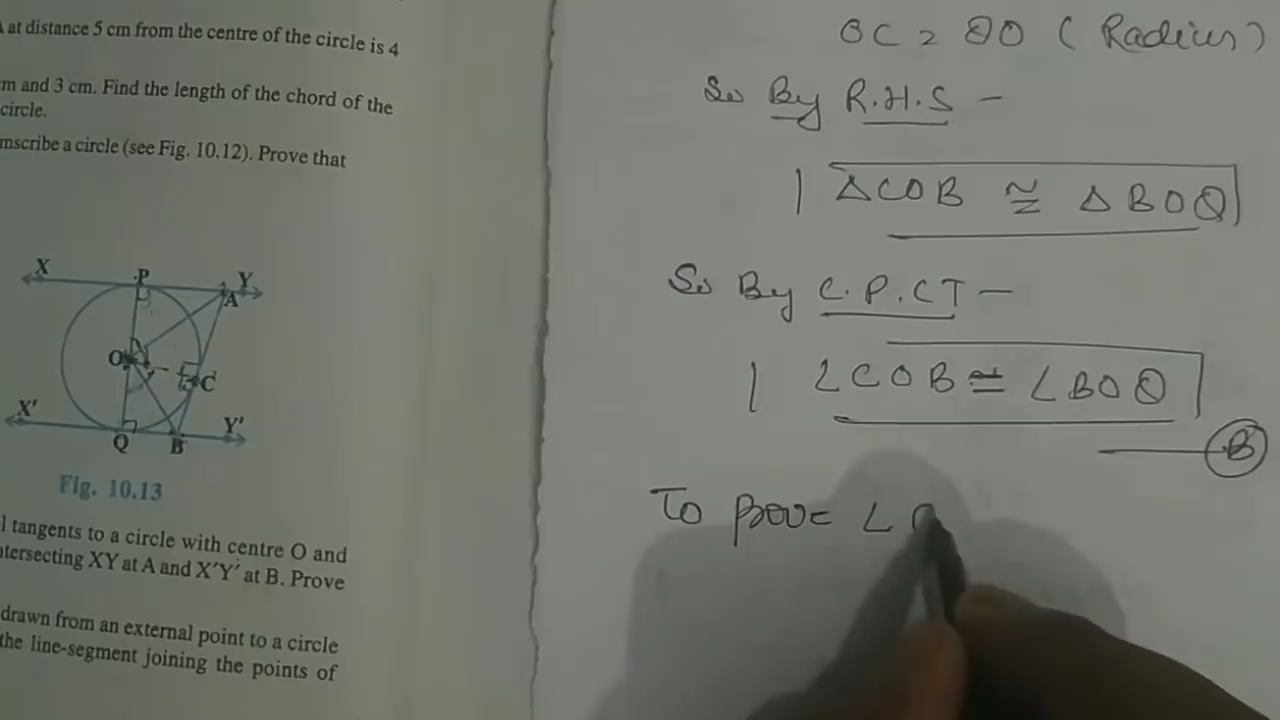 at distance 5 cm from the centre of the circle is 4
m and 3 cm. Find the length of the chord of the
circle.
mscribe a circle (see Fig. 10.12). Prove that
X P Y
A
O
C
X' Y'
Q B
Fig. 10.13
l tangents to a circle with centre O and
ntersecting XY at A and X'Y' at B. Prove
drawn from an external point to a circle
the line-segment joining the points of
OC = QO (Radius)
So By R.H.S –
ΔCOB ≅ ΔBOQ
So By C.P.CT –
∠COB ≅ ∠BOQ
B
To prove ∠